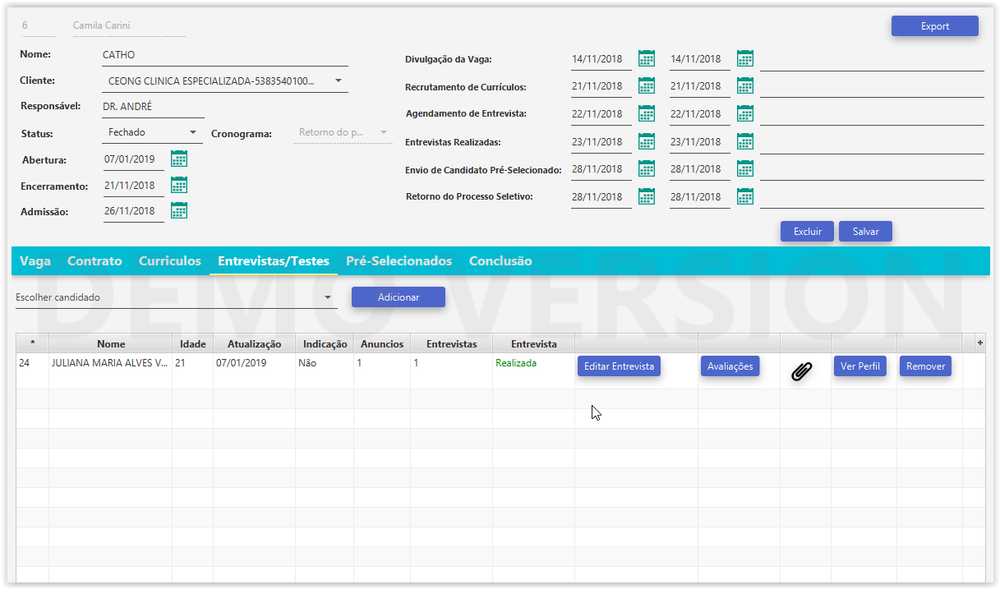 6 Camila Carini Export
Nome: CATHO
Cliente: CEONG CLINICA ESPECIALIZADA-5383540100...
Responsável: DR. ANDRÉ
Status: Fechado Cronograma: Retorno do p...
Abertura: 07/01/2019
Encerramento: 21/11/2018
Admissão: 26/11/2018
Divulgação da Vaga: 14/11/2018 14/11/2018
Recrutamento de Currículos: 21/11/2018 21/11/2018
Agendamento de Entrevista: 22/11/2018 22/11/2018
Entrevistas Realizadas: 23/11/2018 23/11/2018
Envio de Candidato Pré-Selecionado: 28/11/2018 28/11/2018
Retorno do Processo Seletivo: 28/11/2018 28/11/2018
Excluir Salvar
Vaga Contrato Curriculos Entrevistas/Testes Pré-Selecionados Conclusão
DEMO VERSION
Escolher candidado Adicionar
* Nome Idade Atualização Indicação Anuncios Entrevistas Entrevista +
24 JULIANA MARIA ALVES V... 21 07/01/2019 Não 1 1 Realizada Editar Entrevista Avaliações Ver Perfil Remover